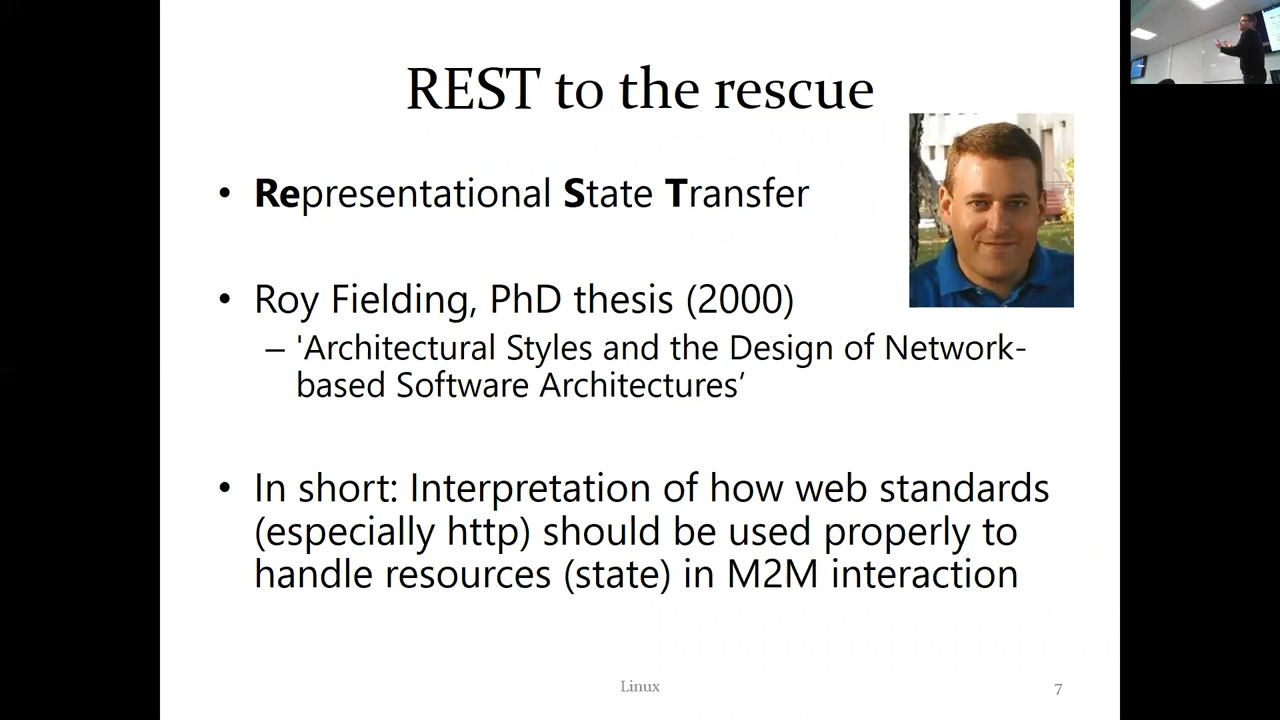 REST to the rescue
• Representational State Transfer
• Roy Fielding, PhD thesis (2000)
– 'Architectural Styles and the Design of Network-
based Software Architectures’
• In short: Interpretation of how web standards
(especially http) should be used properly to
handle resources (state) in M2M interaction
Linux
7